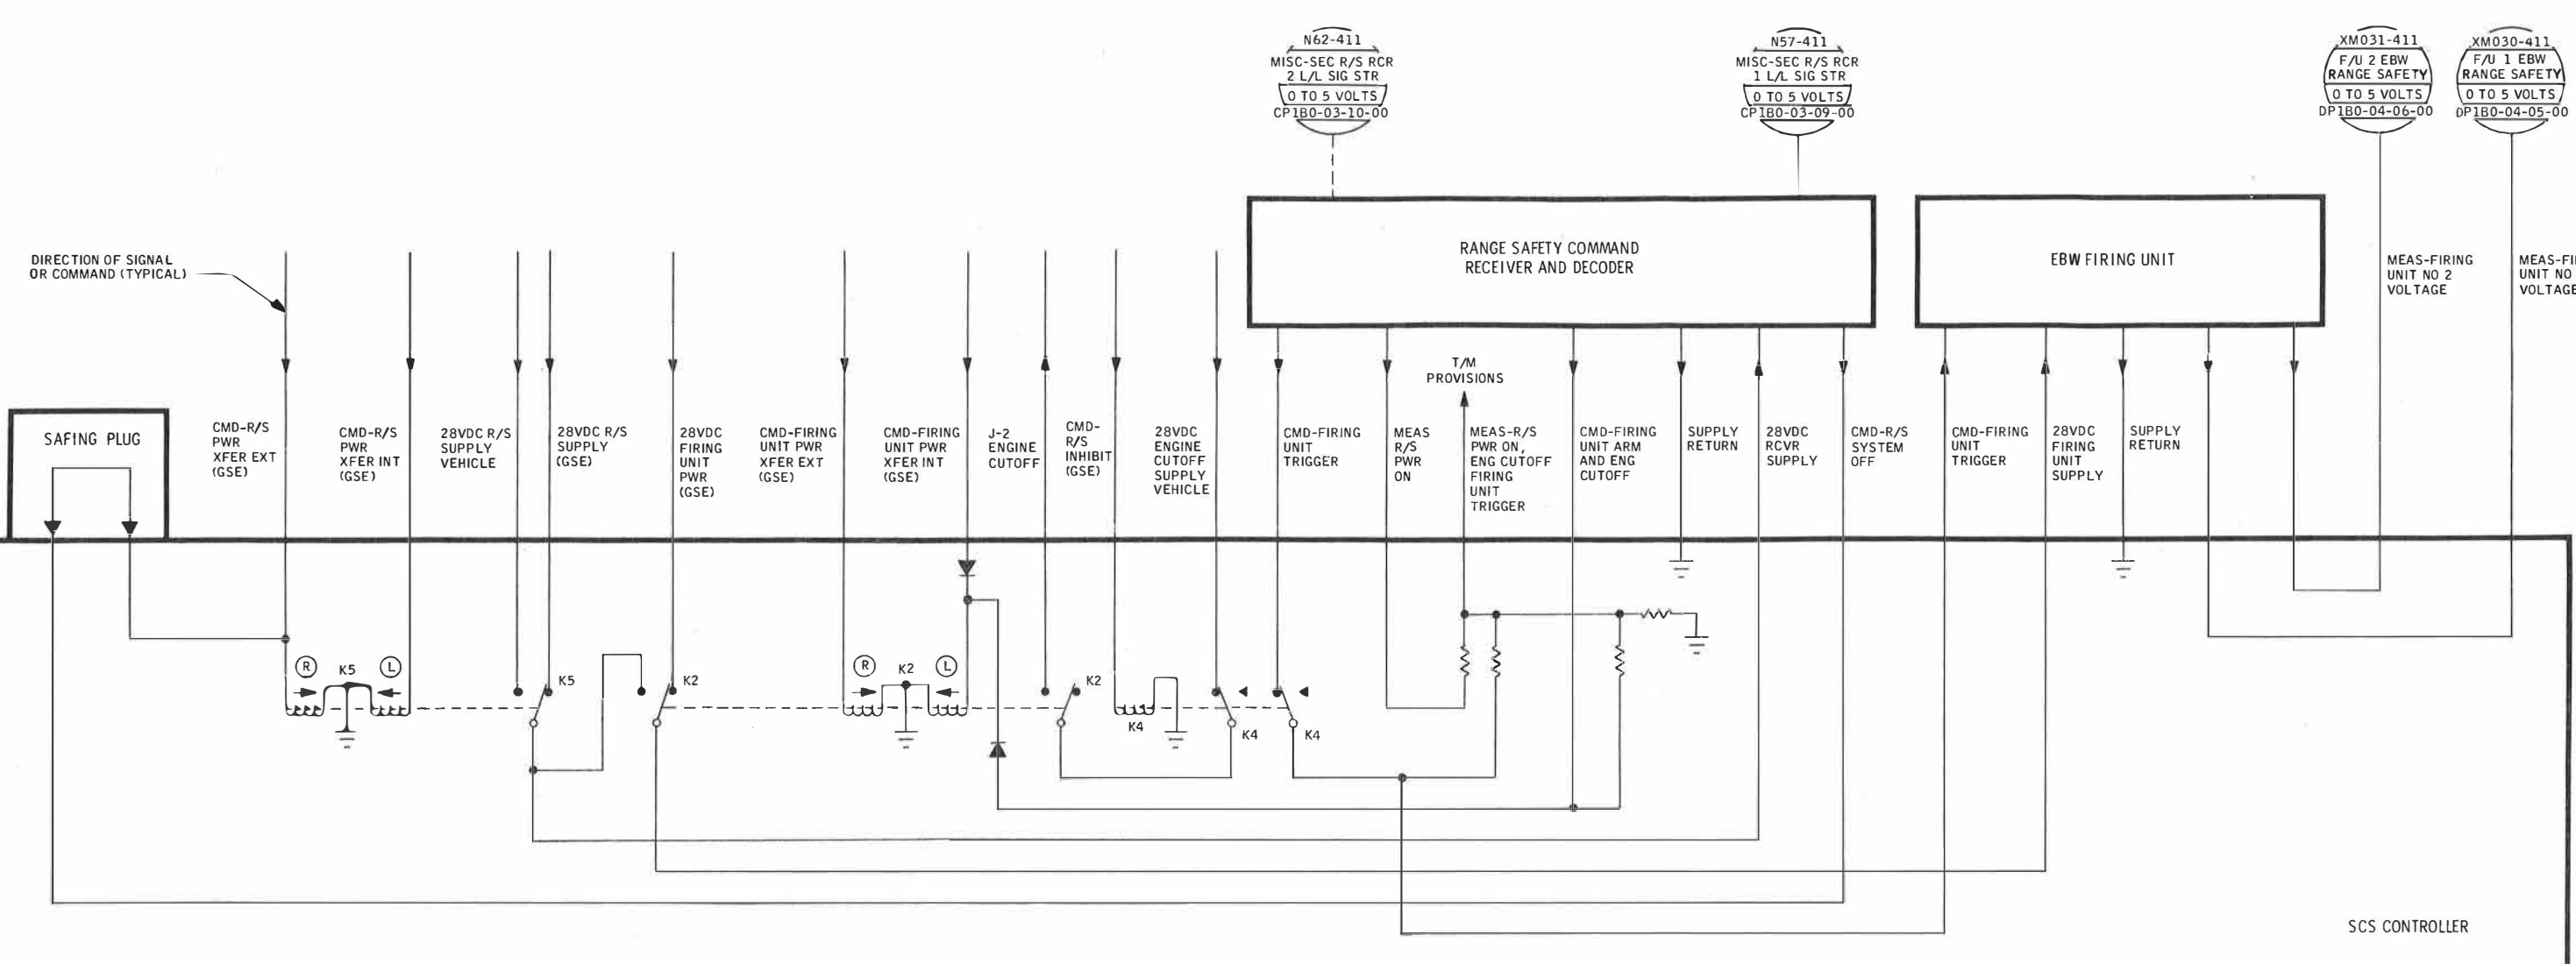 N62-411
MISC-SEC R/S RCR
2 L/L SIG STR
0 TO 5 VOLTS
CP1B0-03-10-00
N57-411
MISC-SEC R/S RCR
1 L/L SIG STR
0 TO 5 VOLTS
CP1B0-03-09-00
XM031-411
F/U 2 EBW
RANGE SAFETY
0 TO 5 VOLTS
DP1B0-04-06-00
XM030-411
F/U 1 EBW
RANGE SAFETY
0 TO 5 VOLTS
DP1B0-04-05-00
DIRECTION OF SIGNAL
OR COMMAND (TYPICAL)
RANGE SAFETY COMMAND
RECEIVER AND DECODER
EBW FIRING UNIT
MEAS-FIRING
UNIT NO 2
VOLTAGE
MEAS-FI
UNIT NO
VOLTAGE
T/M
PROVISIONS
SAFING PLUG
CMD-R/S
PWR
XFER EXT
(GSE)
CMD-R/S
PWR
XFER INT
(GSE)
28VDC R/S
SUPPLY
VEHICLE
28VDC R/S
SUPPLY
(GSE)
28VDC
FIRING
UNIT
PWR
(GSE)
CMD-FIRING
UNIT PWR
XFER EXT
(GSE)
CMD-FIRING
UNIT PWR
XFER INT
(GSE)
J-2
ENGINE
CUTOFF
CMD-
R/S
INHIBIT
(GSE)
28VDC
ENGINE
CUTOFF
SUPPLY
VEHICLE
CMD-FIRING
UNIT
TRIGGER
MEAS
R/S
PWR
ON
MEAS-R/S
PWR ON,
ENG CUTOFF
FIRING
UNIT
TRIGGER
CMD-FIRING
UNIT ARM
AND ENG
CUTOFF
SUPPLY
RETURN
28VDC
RCVR
SUPPLY
CMD-R/S
SYSTEM
OFF
CMD-FIRING
UNIT
TRIGGER
28VDC
FIRING
UNIT
SUPPLY
SUPPLY
RETURN
R
K5
L
K5
K2
R
K2
L
K2
K4
K4
K4
SCS CONTROLLER